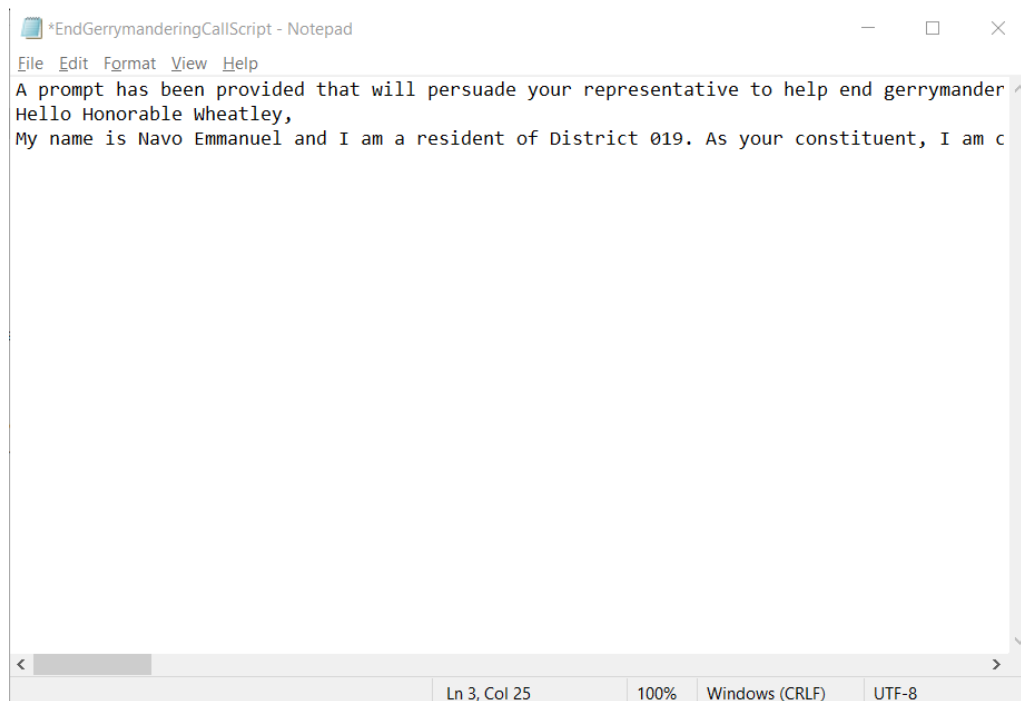 *EndGerrymanderingCallScript - Notepad
File Edit Format View Help
A prompt has been provided that will persuade your representative to help end gerrymander
Hello Honorable Wheatley,
My name is Navo Emmanuel and I am a resident of District 019. As your constituent, I am c
Ln 3, Col 25 100% Windows (CRLF) UTF-8